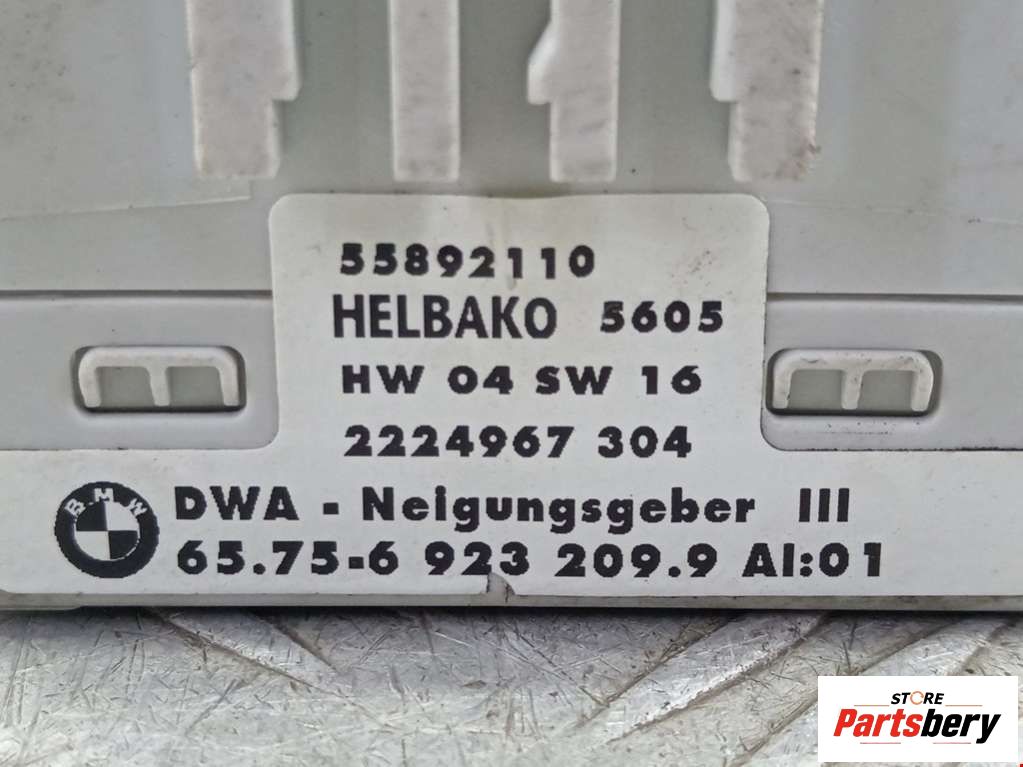 55892110
HELBAKO 5605
HW 04 SW 16
2224967 304
BMW
DWA - Neigungsgeber III
65.75-6 923 209.9 AI:01
STORE
Partsbery